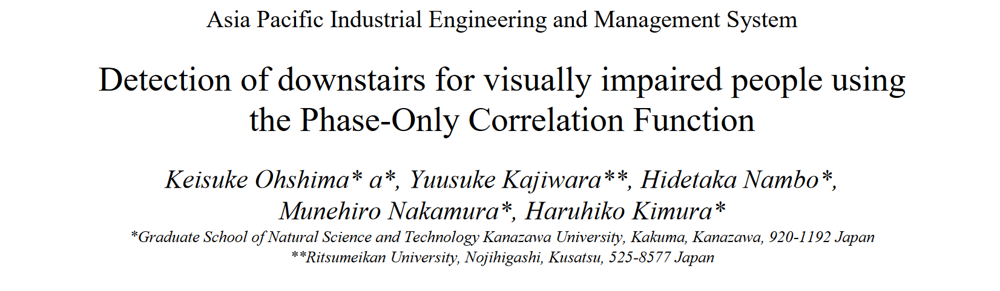 Asia Pacific Industrial Engineering and Management System
Detection of downstairs for visually impaired people using
the Phase-Only Correlation Function
Keisuke Ohshima* a*, Yuusuke Kajiwara**, Hidetaka Nambo*,
Munehiro Nakamura*, Haruhiko Kimura*
*Graduate School of Natural Science and Technology Kanazawa University, Kakuma, Kanazawa, 920-1192 Japan
**Ritsumeikan University, Nojihigashi, Kusatsu, 525-8577 Japan